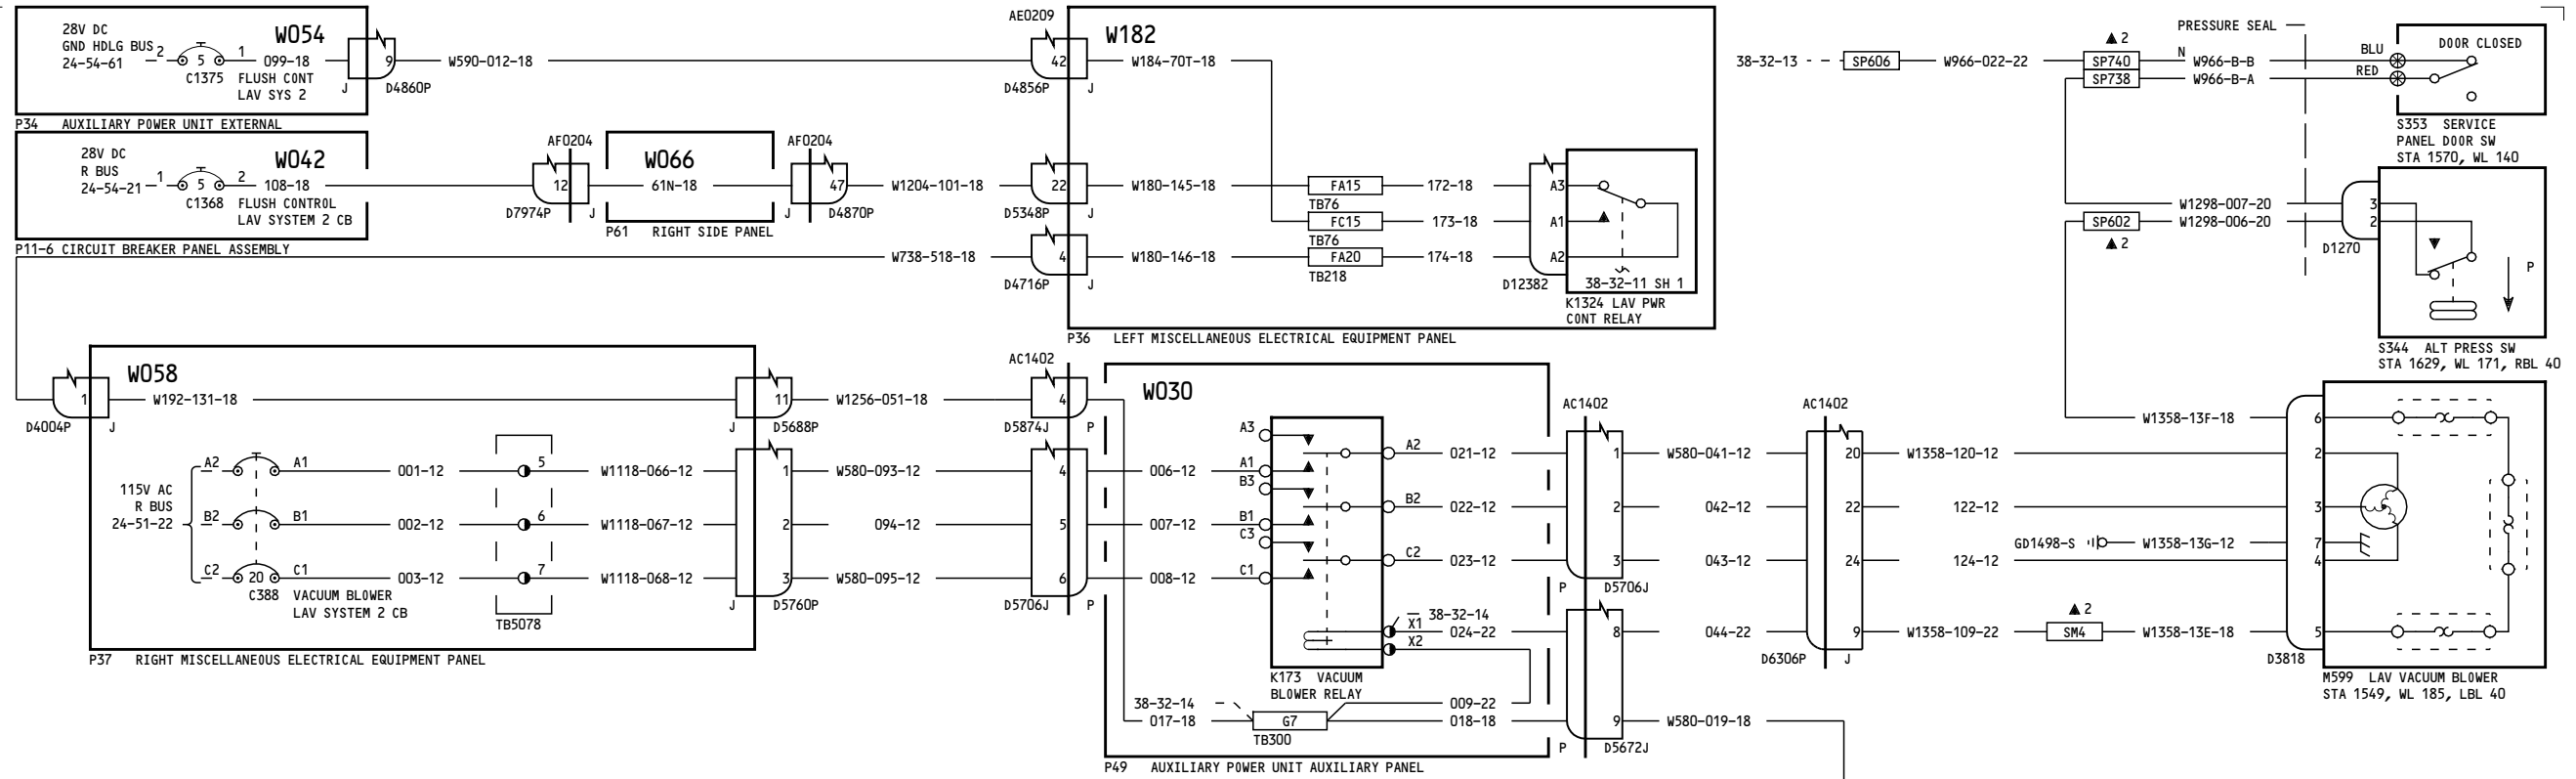 28V DC
GND HDLG BUS
24-54-61
2
5
C1375
1
099-18
FLUSH CONT
LAV SYS 2
W054
9
J
D4860P
W590-012-18
P34 AUXILIARY POWER UNIT EXTERNAL
28V DC
R BUS
24-54-21
1
5
C1368
2
108-18
FLUSH CONTROL
LAV SYSTEM 2 CB
W042
P11-6 CIRCUIT BREAKER PANEL ASSEMBLY
AF0204
12
D7974P
J
W066
61N-18
P61 RIGHT SIDE PANEL
AF0204
47
J
D4870P
W1204-101-18
W738-518-18
AE0209
42
D4856P
J
22
D5348P
J
4
D4716P
J
W182
W184-70T-18
W180-145-18
W180-146-18
FA15
TB76
FC15
TB76
FA20
TB218
172-18
173-18
174-18
A3
A1
A2
D12382
38-32-11 SH 1
K1324 LAV PWR
CONT RELAY
P36 LEFT MISCELLANEOUS ELECTRICAL EQUIPMENT PANEL
38-32-13
SP606
W966-022-22
2
SP740
SP738
PRESSURE SEAL
N
W966-B-B
W966-B-A
BLU
RED
DOOR CLOSED
S353 SERVICE
PANEL DOOR SW
STA 1570, WL 140
W1298-007-20
SP602
W1298-006-20
2
3
2
D1270
P
S344 ALT PRESS SW
STA 1629, WL 171, RBL 40
W058
1
D4004P
J
W192-131-18
11
J
D5688P
W1256-051-18
AC1402
4
D5874J
P
115V AC
R BUS
24-51-22
A2
A1
001-12
5
W1118-066-12
1
W580-093-12
4
006-12
B2
B1
002-12
6
W1118-067-12
2
094-12
5
007-12
C2
20
C1
003-12
7
W1118-068-12
3
W580-095-12
6
008-12
C388
VACUUM BLOWER
LAV SYSTEM 2 CB
TB5078
J
D5760P
D5706J
P
P37 RIGHT MISCELLANEOUS ELECTRICAL EQUIPMENT PANEL
W030
A3
A1
B3
B1
C3
C1
A2
021-12
B2
022-12
C2
023-12
38-32-14
X1
024-22
X2
K173 VACUUM
BLOWER RELAY
38-32-14
017-18
G7
TB300
009-22
018-18
P49 AUXILIARY POWER UNIT AUXILIARY PANEL
AC1402
1
2
3
P
D5706J
8
9
P
D5672J
W580-041-12
042-12
043-12
044-22
W580-019-18
AC1402
20
22
24
9
D6306P
J
W1358-120-12
122-12
124-12
W1358-109-22
GD1498-S
W1358-13G-12
2
SM4
W1358-13E-18
W1358-13F-18
6
2
3
7
4
5
D3818
M599 LAV VACUUM BLOWER
STA 1549, WL 185, LBL 40